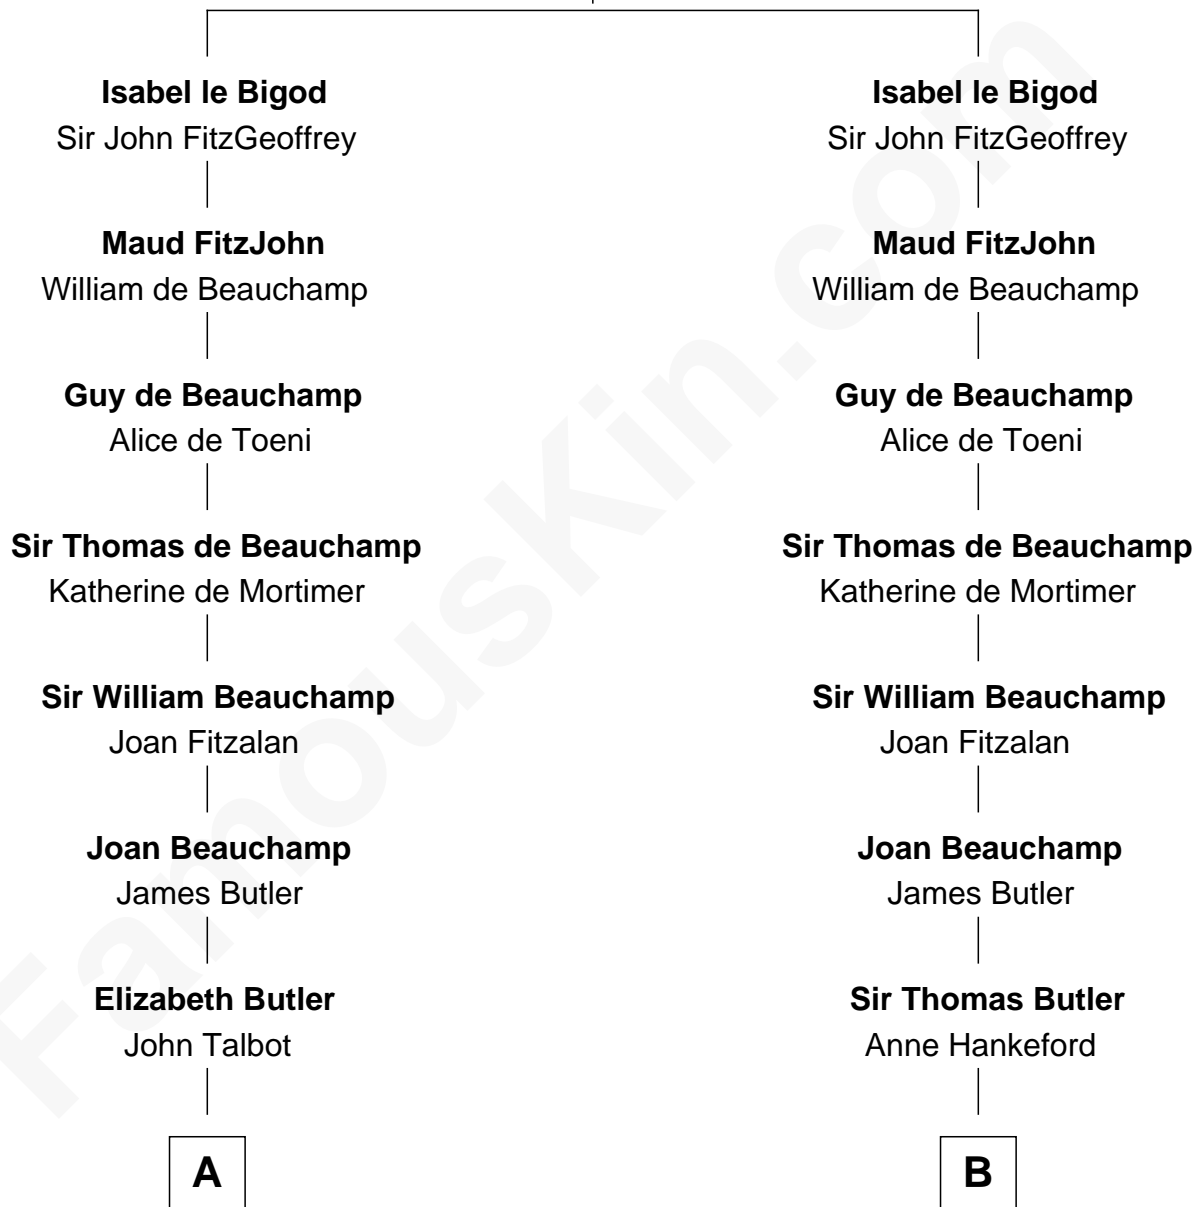 Isabel le Bigod
Sir John FitzGeoffrey
Maud FitzJohn
William de Beauchamp
Guy de Beauchamp
Alice de Toeni
Sir Thomas de Beauchamp
Katherine de Mortimer
Sir William Beauchamp
Joan Fitzalan
Joan Beauchamp
James Butler
Elizabeth Butler
John Talbot
A
Isabel le Bigod
Sir John FitzGeoffrey
Maud FitzJohn
William de Beauchamp
Guy de Beauchamp
Alice de Toeni
Sir Thomas de Beauchamp
Katherine de Mortimer
Sir William Beauchamp
Joan Fitzalan
Joan Beauchamp
James Butler
Sir Thomas Butler
Anne Hankeford
B
FamousKin.com